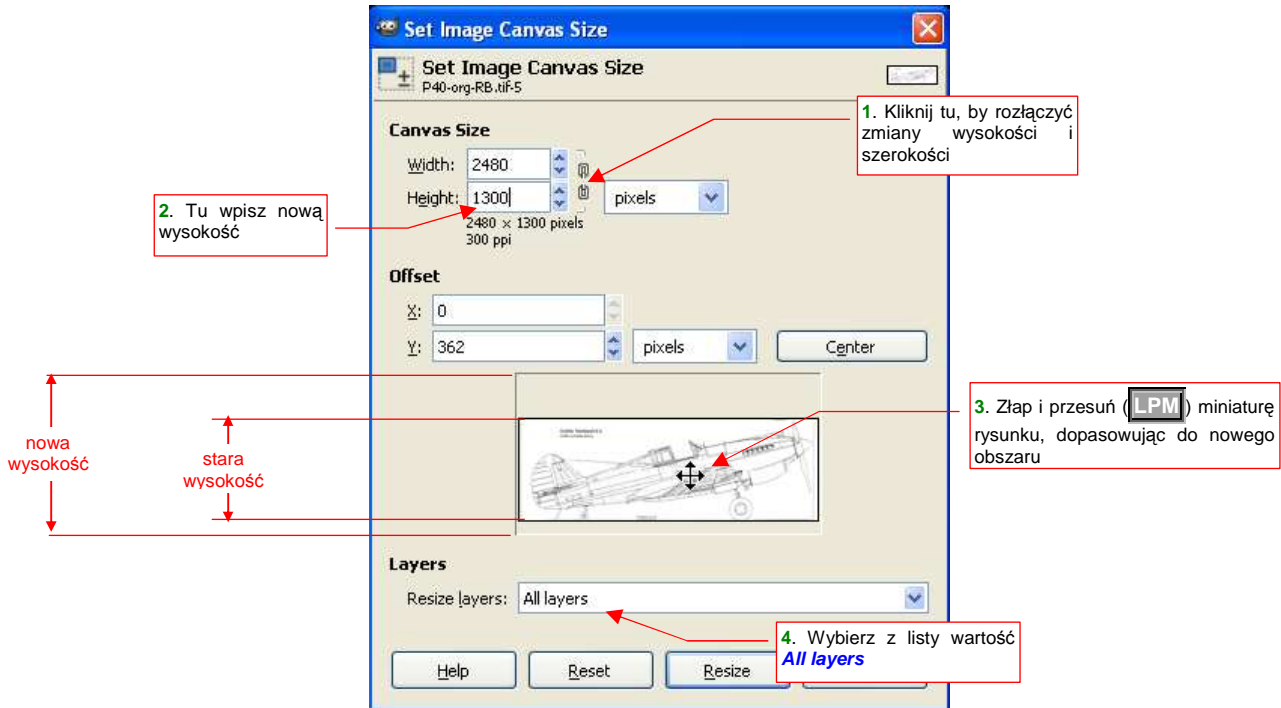 Set Image Canvas Size
Set Image Canvas Size
P40-org-RB.tif-5
1. Kliknij tu, by rozłączyć
zmiany wysokości i
szerokości
Canvas Size
Width: 2480
Height: 1300 pixels
2480 × 1300 pixels
300 ppi
2. Tu wpisz nową
wysokość
Offset
X: 0
Y: 362 pixels Center
nowa
wysokość
stara
wysokość
3. Złap i przesuń (LPM) miniaturę
rysunku, dopasowując do nowego
obszaru
Layers
Resize layers: All layers
4. Wybierz z listy wartość
All layers
Help Reset Resize